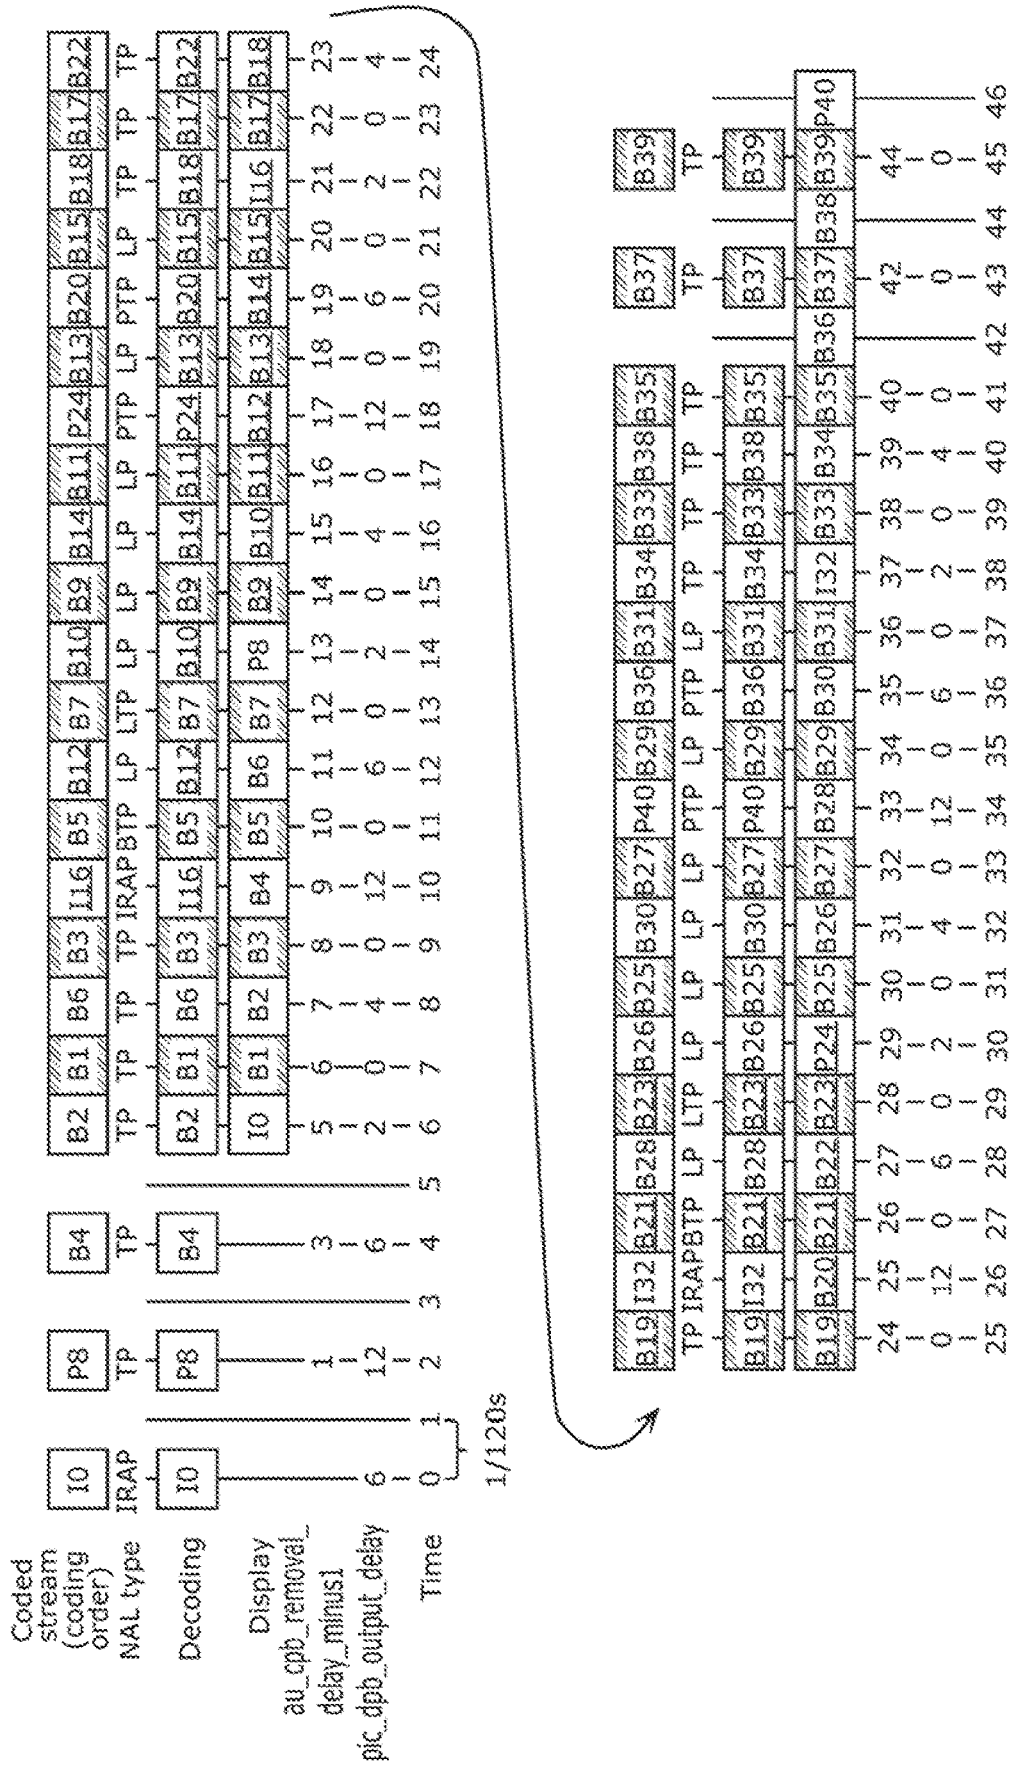 Coded
stream
(coding
order)
I0 P8 B4 B2 B1 B6 B3 I16 B5 B12 B7 B10 B9 B14 B11 P24 B13 B20 B15 B18 B17 B22
NAL type IRAP TP TP TP TP TP TP IRAP BTP LP LTP LP LP LP LP PTP LP PTP LP TP TP TP
Decoding I0 P8 B4 B2 B1 B6 B3 I16 B5 B12 B7 B10 B9 B14 B11 P24 B13 B20 B15 B18 B17 B22
Display I0 B1 B2 B3 B4 B5 B6 B7 P8 B9 B10 B11 B12 B13 B14 B15 I16 B17 B18
au_cpb_removal_
delay_minus1 1 3 5 6 7 8 9 10 11 12 13 14 15 16 17 18 19 20 21 22 23
pic_dpb_output_delay 6 12 6 2 0 4 0 12 0 6 0 2 0 4 0 12 0 6 0 2 0 4
Time 0 1 2 3 4 5 6 7 8 9 10 11 12 13 14 15 16 17 18 19 20 21 22 23 24
1/120s
B19 I32 B21 B28 B23 B26 B25 B30 B27 P40 B29 B36 B31 B34 B33 B38 B35 B37 B39
TP IRAP BTP LP LTP LP LP LP LP PTP LP PTP LP TP TP TP TP TP TP
B19 I32 B21 B28 B23 B26 B25 B30 B27 P40 B29 B36 B31 B34 B33 B38 B35 B37 B39
B19 B20 B21 B22 B23 P24 B25 B26 B27 B28 B29 B30 B31 I32 B33 B34 B35 B36 B37 B38 B39 P40
24 25 26 27 28 29 30 31 32 33 34 35 36 37 38 39 40 42 44
0 12 0 6 0 2 0 4 0 12 0 6 0 2 0 4 0 0 0
25 26 27 28 29 30 31 32 33 34 35 36 37 38 39 40 41 42 43 44 45 46